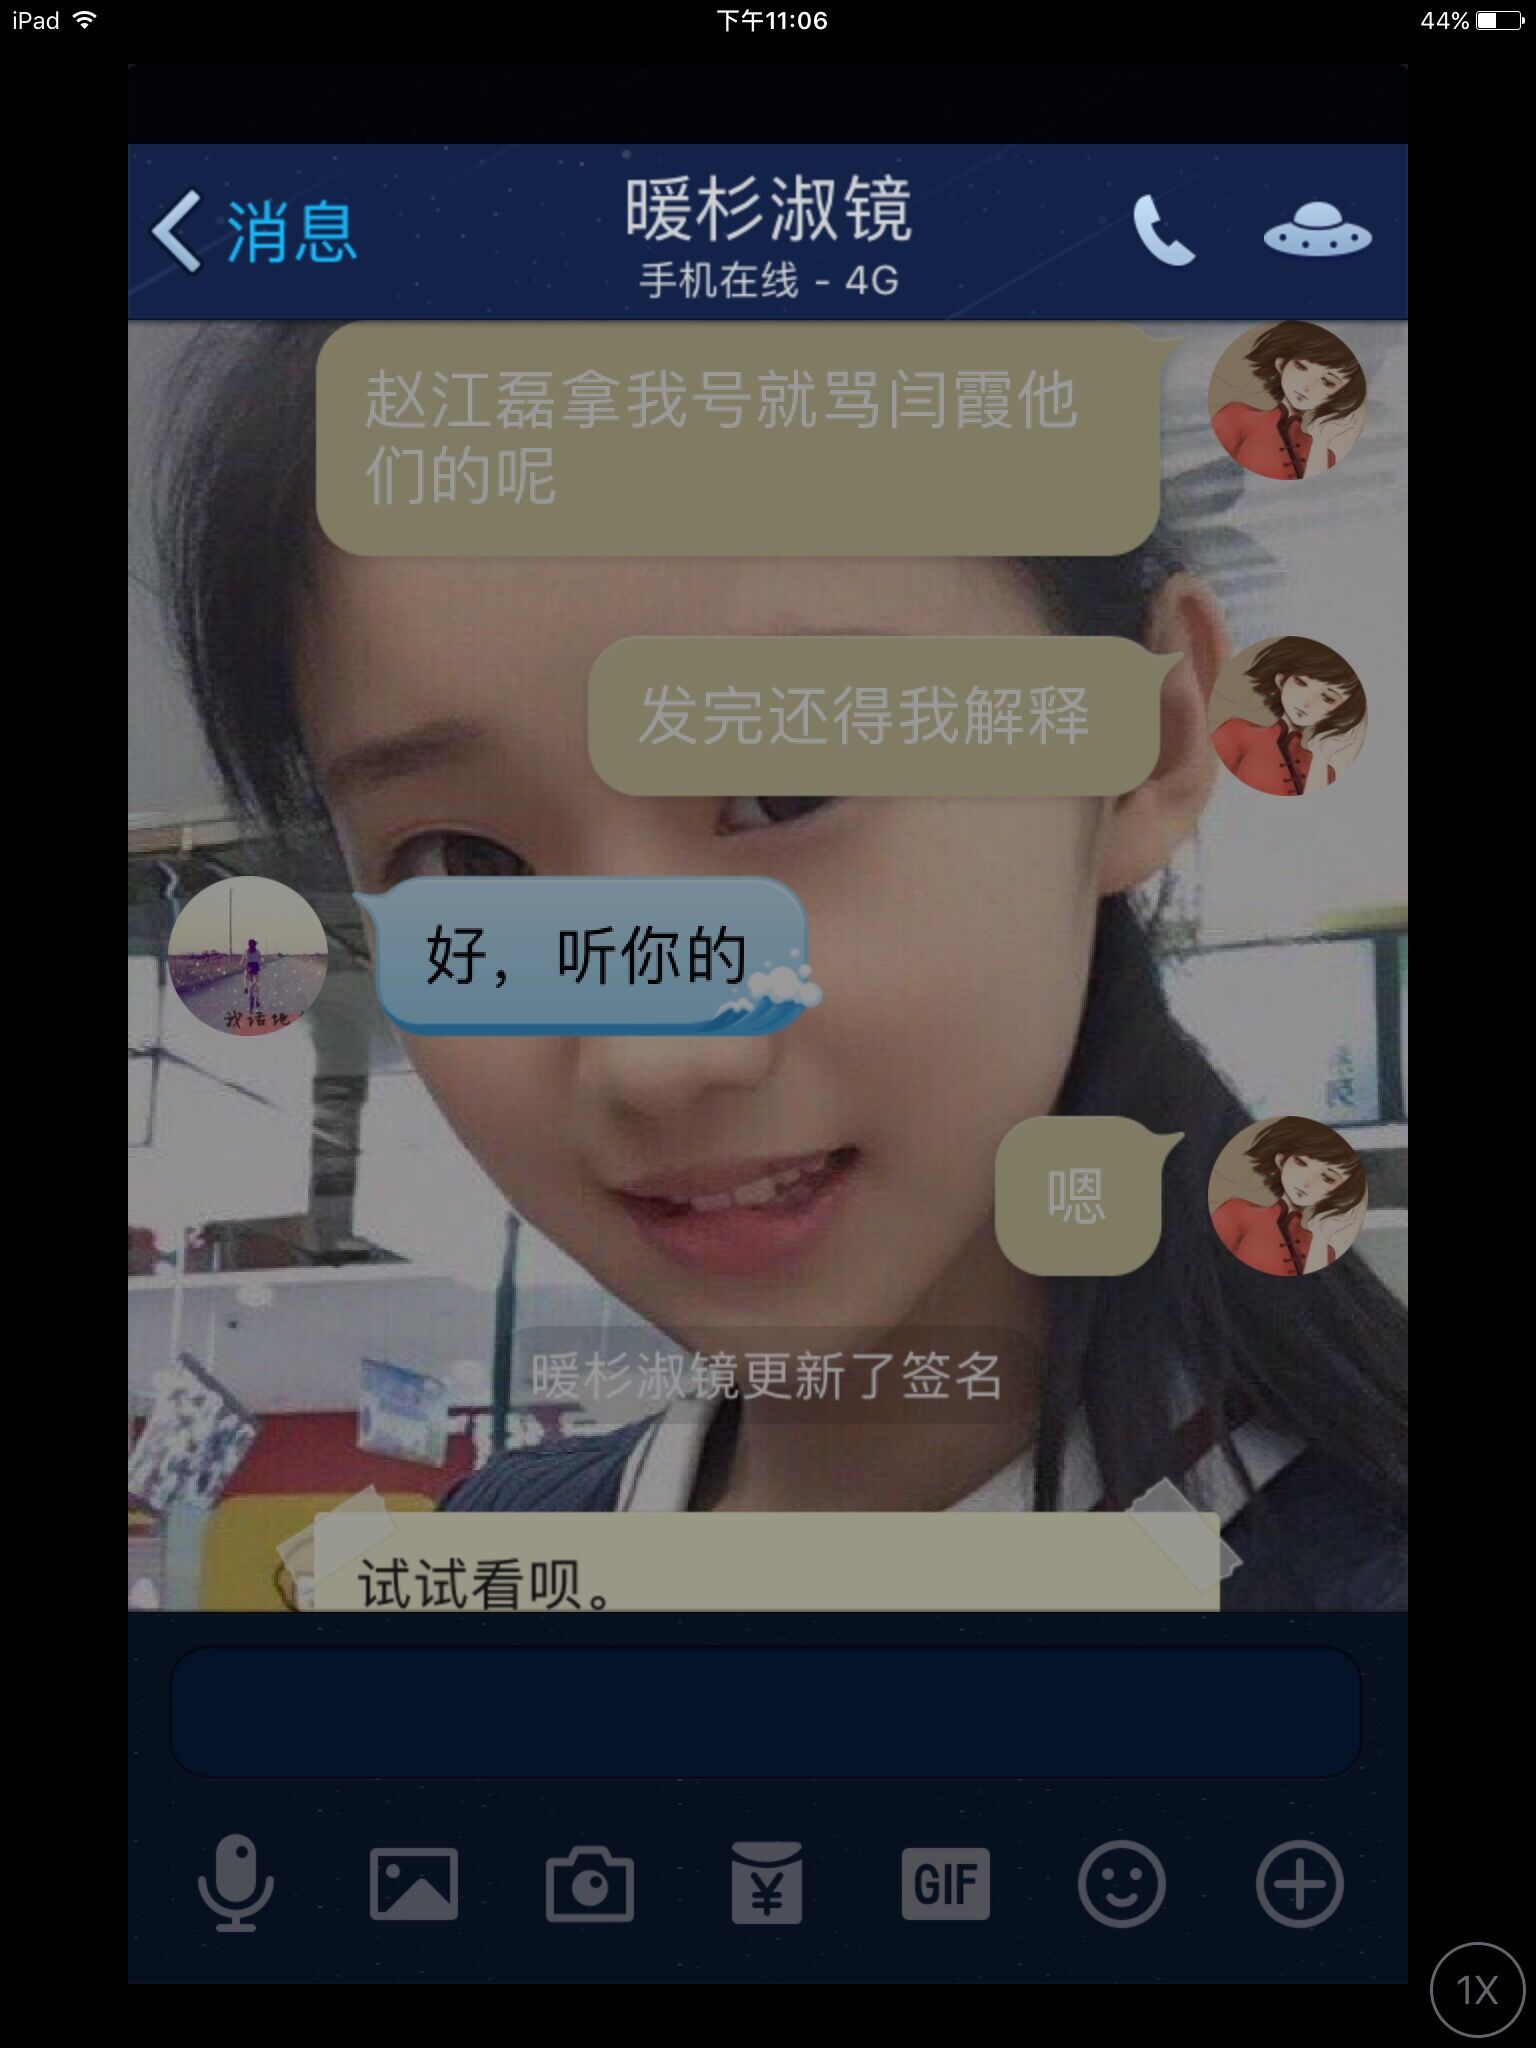 iPad
下午11:06
44%
消息
暖杉淑镜
手机在线 - 4G
赵江磊拿我号就骂闫霞他
们的呢
发完还得我解释
好，听你的
我话地
嗯
暖杉淑镜更新了签名
试试看呗。
GIF
1X